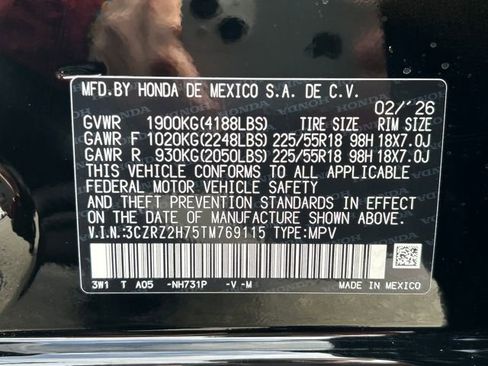 MFD.BY HONDA DE MEXICO S.A. DE C.V.
02/'26
GVWR 1900KG(4188LBS) TIRE SIZE RIM SIZE
GAWR F 1020KG(2248LBS) 225/55R18 98H 18X7.0J
GAWR R 930KG(2050LBS) 225/55R18 98H 18X7.0J
THIS VEHICLE CONFORMS TO ALL APPLICABLE
FEDERAL MOTOR VEHICLE SAFETY
AND THEFT PREVENTION STANDARDS IN EFFECT
ON THE DATE OF MANUFACTURE SHOWN ABOVE.
V.I.N.:3CZRZ2H75TM769115 TYPE:MPV
3W1 T A05 -NH731P -V-M MADE IN MEXICO